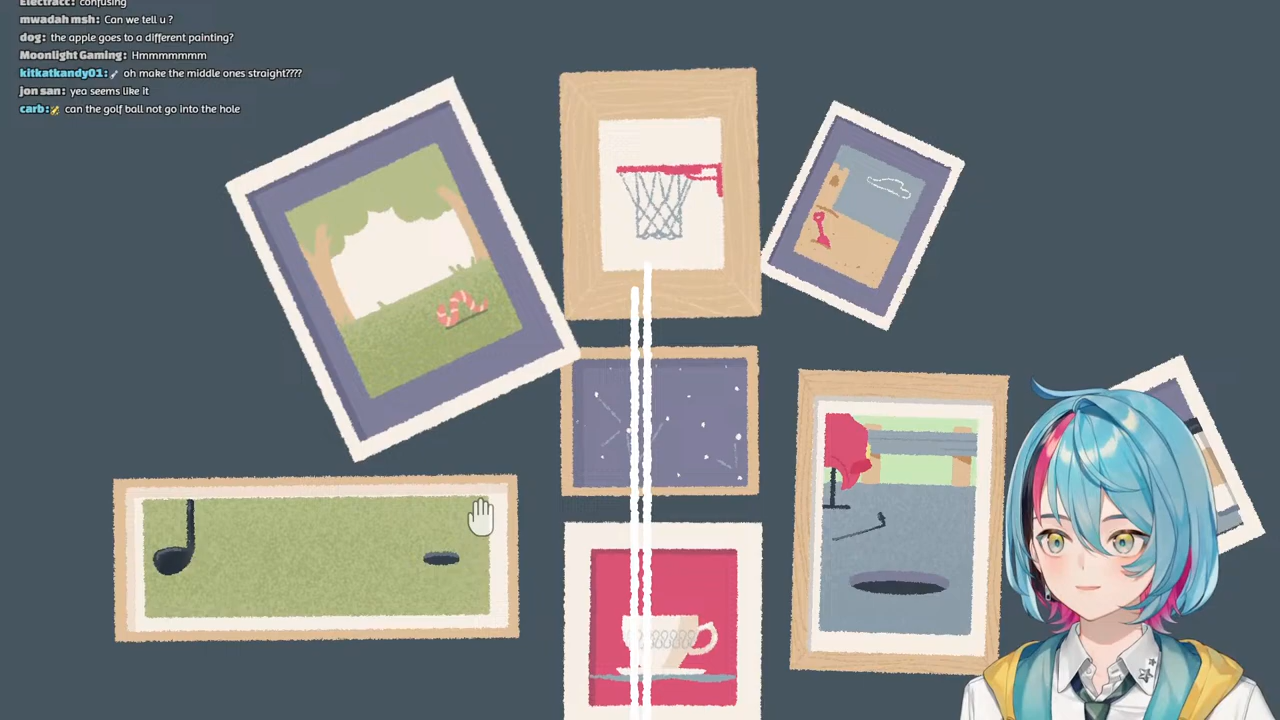 Electracc: confusing
mwadah msh: Can we tell u ?
dog: the apple goes to a different painting?
Moonlight Gaming: Hmmmmmmm
kitkatkandy01: oh make the middle ones straight????
jon san: yea seems like it
carb: can the golf ball not go into the hole